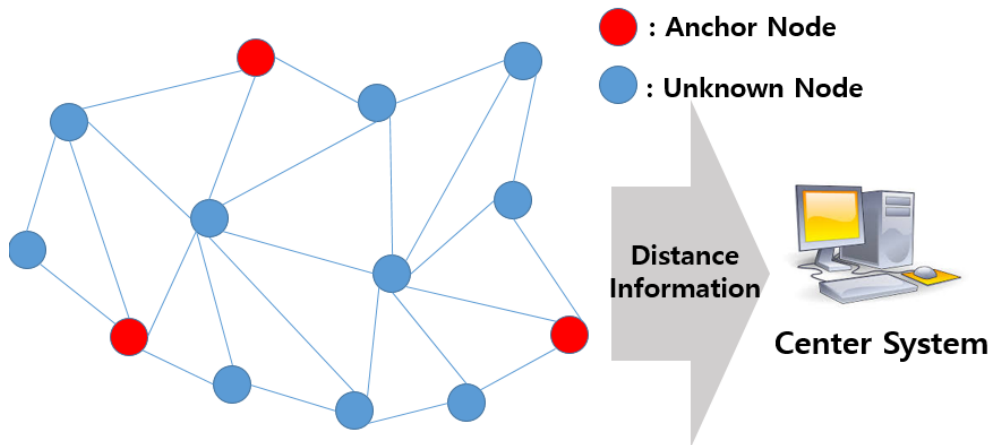 : Anchor Node
: Unknown Node
Distance
Information
Center System